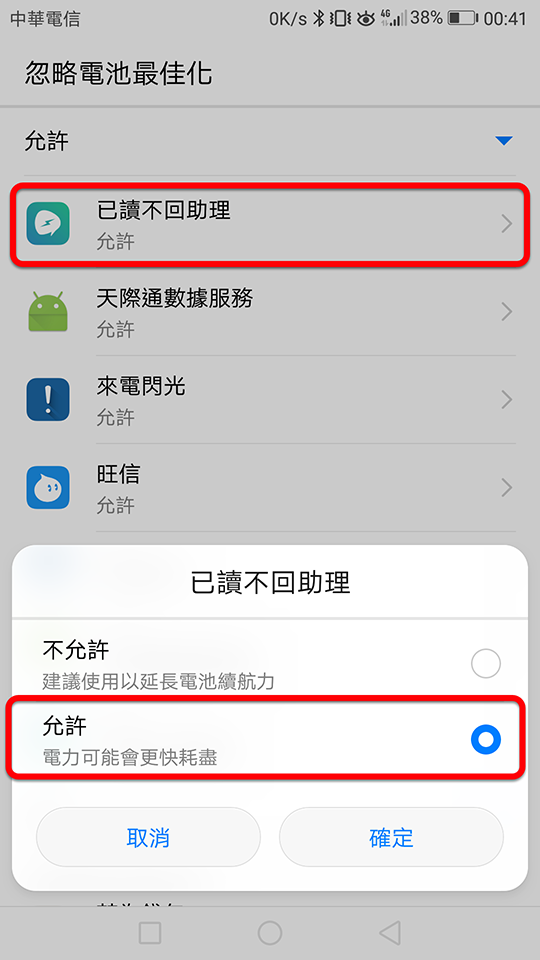 中華電信 0K/s 4G 38% 00:41
忽略電池最佳化
允許
已讀不回助理
允許
天際通數據服務
允許
來電閃光
允許
旺信
允許
已讀不回助理
不允許
建議使用以延長電池續航力
允許
電力可能會更快耗盡
取消 確定